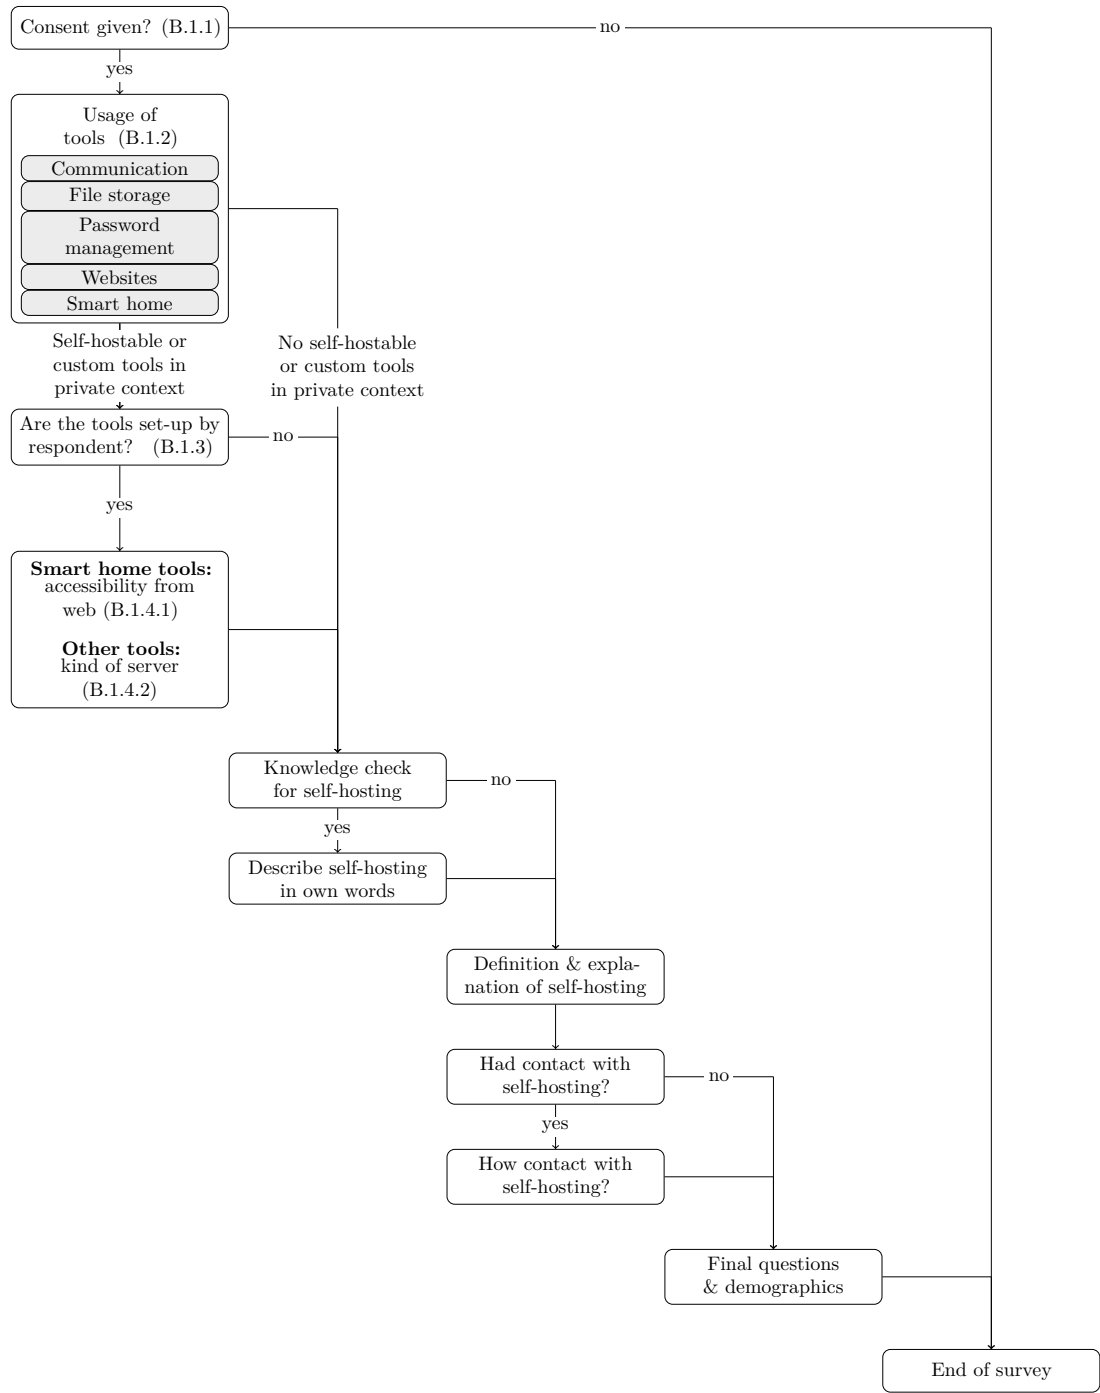 Consent given? (B.1.1)
no
yes
Usage of
tools (B.1.2)
Communication
File storage
Password
management
Websites
Smart home
Self-hostable or
custom tools in
private context
No self-hostable
or custom tools
in private context
Are the tools set-up by
respondent? (B.1.3)
no
yes
Smart home tools:
accessibility from
web (B.1.4.1)
Other tools:
kind of server
(B.1.4.2)
Knowledge check
for self-hosting
no
yes
Describe self-hosting
in own words
Definition & expla-
nation of self-hosting
Had contact with
self-hosting?
no
yes
How contact with
self-hosting?
Final questions
& demographics
End of survey